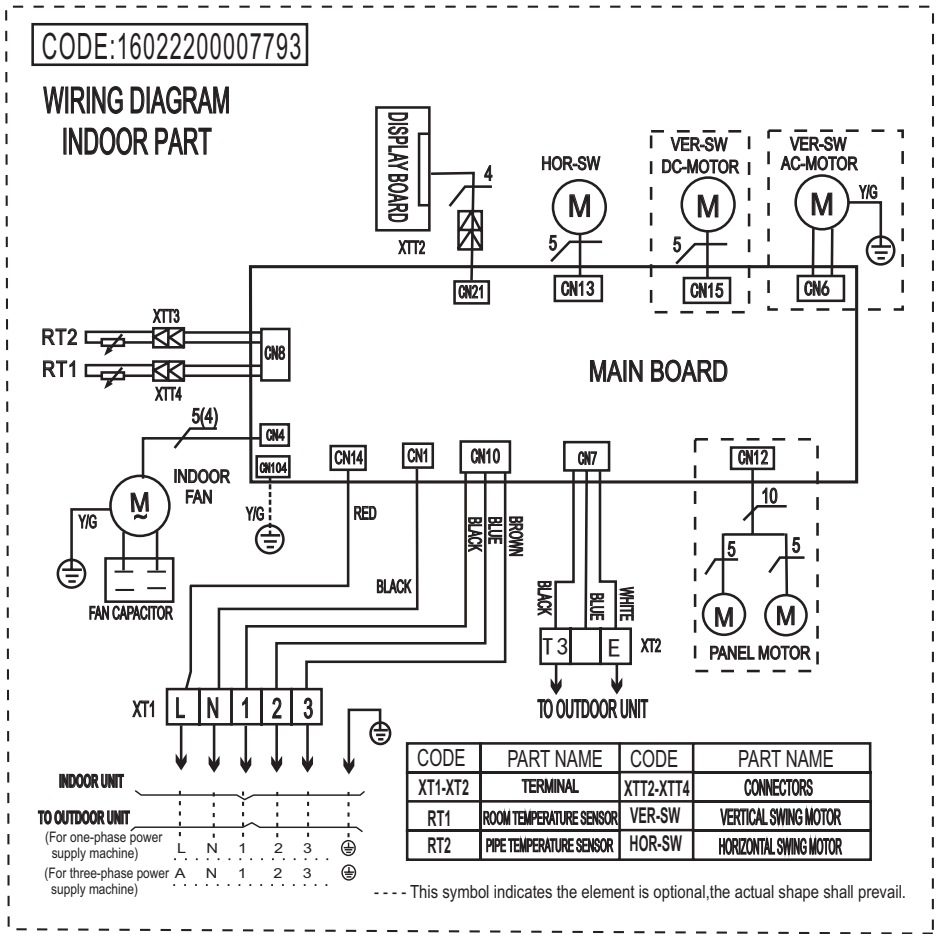 CODE:16022200007793
WIRING DIAGRAM
INDOOR PART
DISPLAY BOARD
XTT2
4
CN21
HOR-SW
M
5
CN13
VER-SW
DC-MOTOR
M
5
CN15
VER-SW
AC-MOTOR
M
Y/G
CN6
RT2
XTT3
RT1
XTT4
CN8
MAIN BOARD
5(4)
CN4
CN104
INDOOR
FAN
M
~
Y/G
Y/G
FAN CAPACITOR
CN14
RED
CN1
BLACK
CN10
BLACK
BLUE
BROWN
CN7
BLACK
BLUE
WHITE
T3
E
XT2
TO OUTDOOR UNIT
CN12
10
5
5
M
M
PANEL MOTOR
XT1
L N 1 2 3
INDOOR UNIT
TO OUTDOOR UNIT
(For one-phase power
supply machine)
L N 1 2 3
(For three-phase power
supply machine)
A N 1 2 3
CODE PART NAME CODE PART NAME
XT1-XT2 TERMINAL XTT2-XTT4 CONNECTORS
RT1 ROOM TEMPERATURE SENSOR VER-SW VERTICAL SWING MOTOR
RT2 PIPE TEMPERATURE SENSOR HOR-SW HORIZONTAL SWING MOTOR
---- This symbol indicates the element is optional,the actual shape shall prevail.